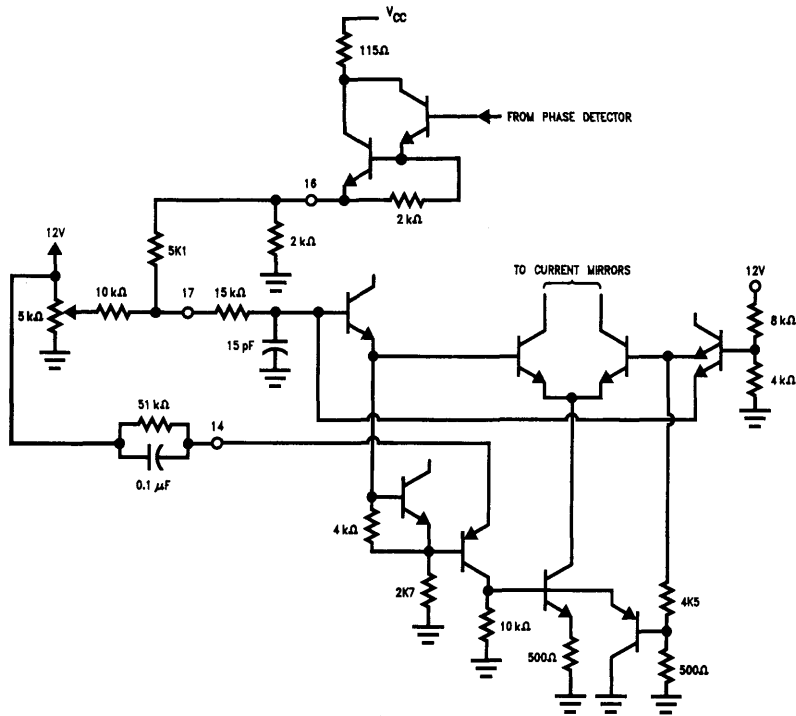 VCC
115Ω
FROM PHASE DETECTOR
16
2 kΩ
2 kΩ
12V
5K1
10 kΩ
17
15 kΩ
5 kΩ
15 pF
TO CURRENT MIRRORS
12V
8 kΩ
4 kΩ
51 kΩ
14
0.1 µF
4 kΩ
2K7
10 kΩ
500Ω
4K5
500Ω